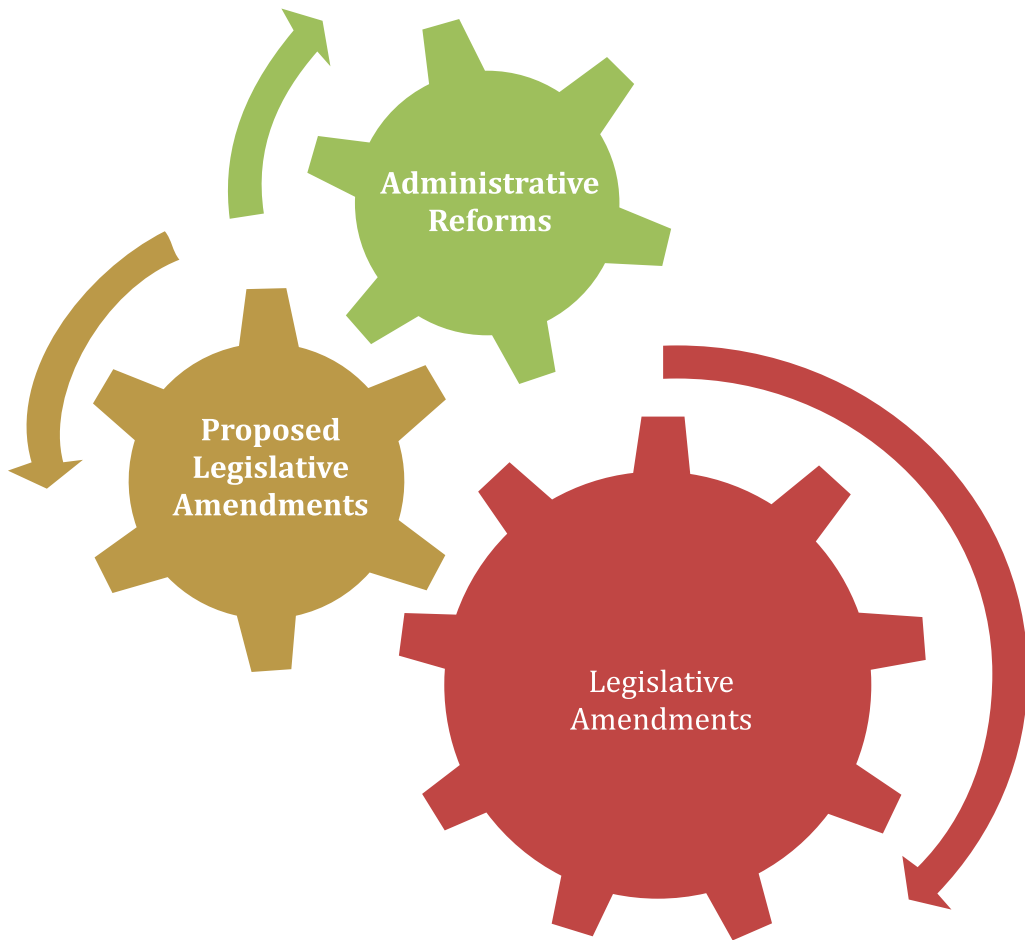 Administrative
Reforms
Proposed
Legislative
Amendments
Legislative
Amendments